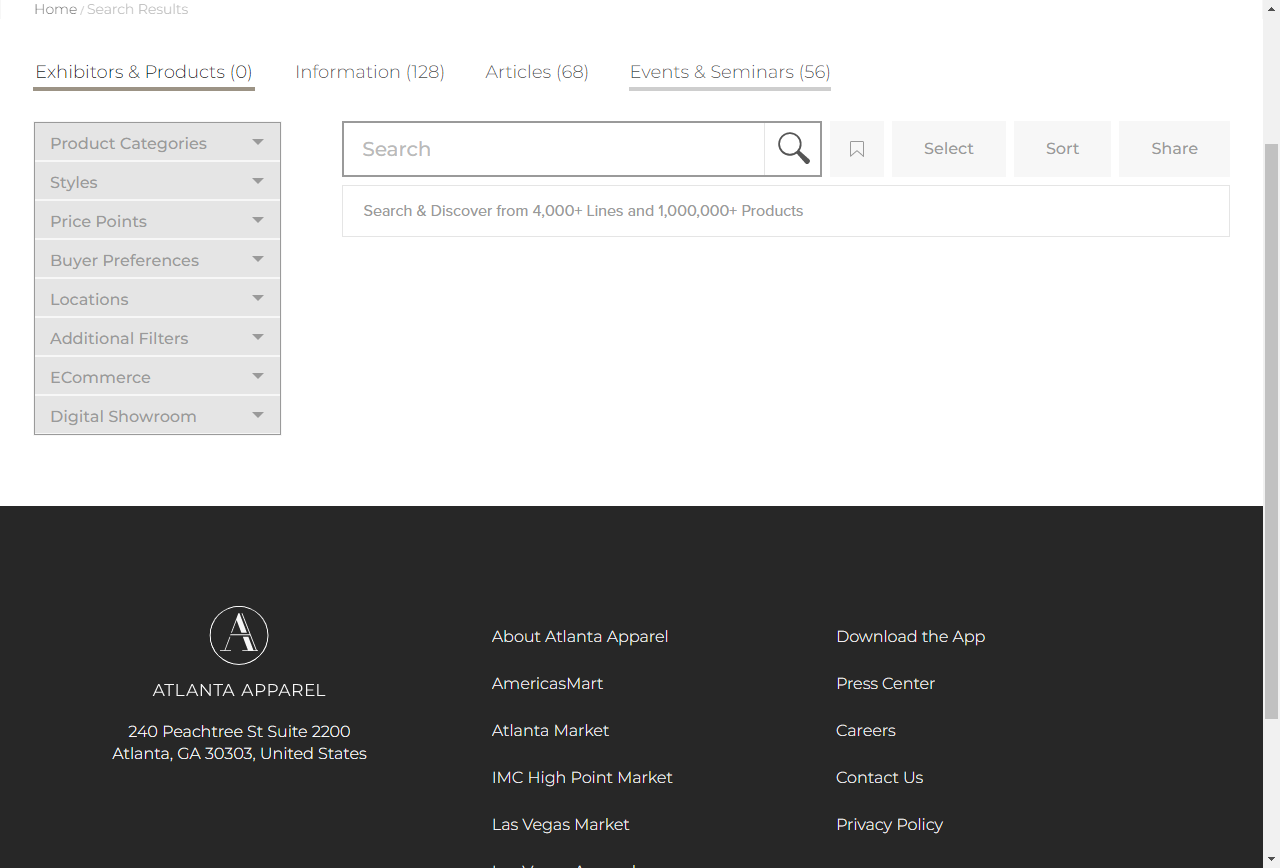 Home / Search Results
Exhibitors & Products (0)
Information (128)
Articles (68)
Events & Seminars (56)
Product Categories
Styles
Price Points
Buyer Preferences
Locations
Additional Filters
ECommerce
Digital Showroom
Search
Select
Sort
Share
Search & Discover from 4,000+ Lines and 1,000,000+ Products
A
ATLANTA APPAREL
240 Peachtree St Suite 2200
Atlanta, GA 30303, United States
About Atlanta Apparel
AmericasMart
Atlanta Market
IMC High Point Market
Las Vegas Market
Download the App
Press Center
Careers
Contact Us
Privacy Policy